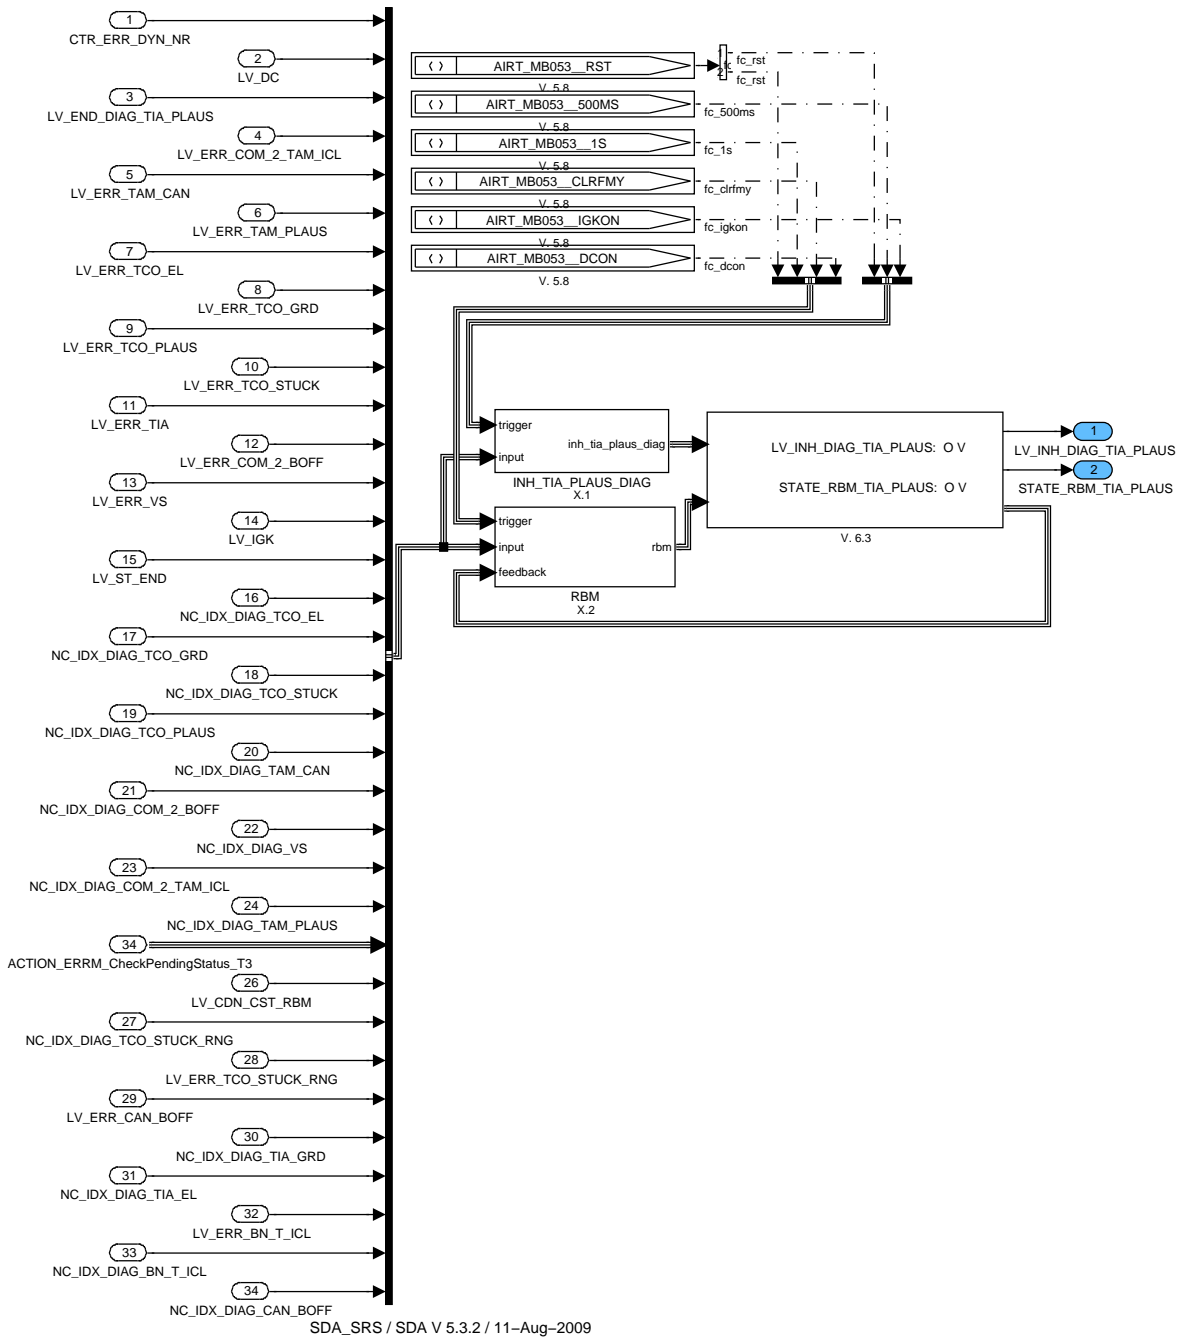 1
CTR_ERR_DYN_NR
2
LV_DC
3
LV_END_DIAG_TIA_PLAUS
4
LV_ERR_COM_2_TAM_ICL
5
LV_ERR_TAM_CAN
6
LV_ERR_TAM_PLAUS
7
LV_ERR_TCO_EL
8
LV_ERR_TCO_GRD
9
LV_ERR_TCO_PLAUS
10
LV_ERR_TCO_STUCK
11
LV_ERR_TIA
12
LV_ERR_COM_2_BOFF
13
LV_ERR_VS
14
LV_IGK
15
LV_ST_END
16
NC_IDX_DIAG_TCO_EL
17
NC_IDX_DIAG_TCO_GRD
18
NC_IDX_DIAG_TCO_STUCK
19
NC_IDX_DIAG_TCO_PLAUS
20
NC_IDX_DIAG_TAM_CAN
21
NC_IDX_DIAG_COM_2_BOFF
22
NC_IDX_DIAG_VS
23
NC_IDX_DIAG_COM_2_TAM_ICL
24
NC_IDX_DIAG_TAM_PLAUS
34
ACTION_ERRM_CheckPendingStatus_T3
26
LV_CDN_CST_RBM
27
NC_IDX_DIAG_TCO_STUCK_RNG
28
LV_ERR_TCO_STUCK_RNG
29
LV_ERR_CAN_BOFF
30
NC_IDX_DIAG_TIA_GRD
31
NC_IDX_DIAG_TIA_EL
32
LV_ERR_BN_T_ICL
33
NC_IDX_DIAG_BN_T_ICL
34
NC_IDX_DIAG_CAN_BOFF
⟨ ⟩ AIRT_MB053__RST
V. 5.8
1
fc
2
fc_rst
fc_rst
⟨ ⟩ AIRT_MB053__500MS
V. 5.8
fc_500ms
⟨ ⟩ AIRT_MB053__1S
V. 5.8
fc_1s
⟨ ⟩ AIRT_MB053__CLRFMY
V. 5.8
fc_clrfmy
⟨ ⟩ AIRT_MB053__IGKON
V. 5.8
fc_igkon
⟨ ⟩ AIRT_MB053__DCON
V. 5.8
fc_dcon
trigger
inh_tia_plaus_diag
input
INH_TIA_PLAUS_DIAG
X.1
trigger
input
rbm
feedback
RBM
X.2
LV_INH_DIAG_TIA_PLAUS: O V
STATE_RBM_TIA_PLAUS: O V
V. 6.3
1
LV_INH_DIAG_TIA_PLAUS
2
STATE_RBM_TIA_PLAUS
SDA_SRS / SDA V 5.3.2 / 11−Aug−2009